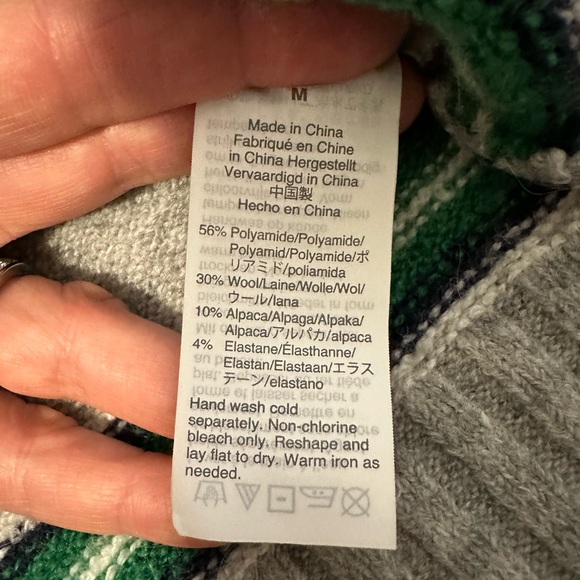 M
Made in China
Fabriqué en Chine
in China Hergestellt
Vervaardigd in China
中国製
Hecho en China
56% Polyamide/Polyamide/
Polyamid/Polyamide/ポ
リアミド/poliamida
30% Wool/Laine/Wolle/Wol/
ウール/lana
10% Alpaca/Alpaga/Alpaka/
Alpaca/アルパカ/alpaca
4% Elastane/Élasthanne/
Elastan/Elastaan/エラス
テーン/elastano
Hand wash cold
separately. Non-chlorine
bleach only. Reshape and
lay flat to dry. Warm iron as
needed.